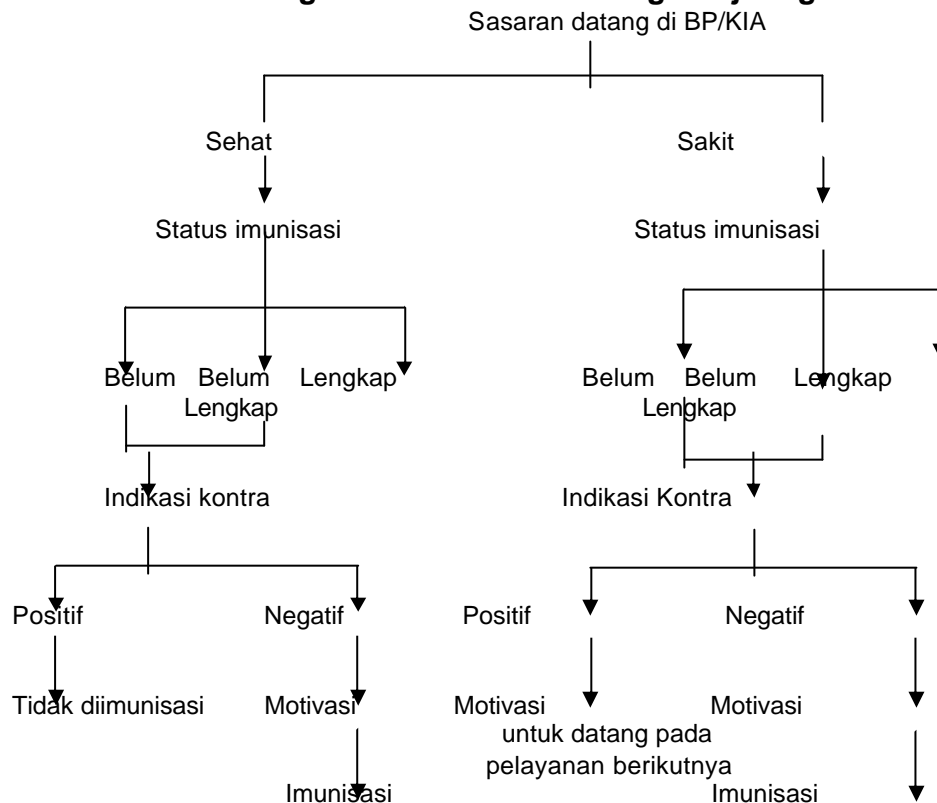 Sasaran datang di BP/KIA
Sehat
Sakit
Status imunisasi
Status imunisasi
Belum Belum Lengkap
Lengkap
Belum Belum Lengkap
Lengkap
Indikasi kontra
Indikasi Kontra
Positif Negatif
Positif Negatif
Tidak diimunisasi Motivasi
Motivasi Motivasi
untuk datang pada
pelayanan berikutnya
Imunisasi
Imunisasi